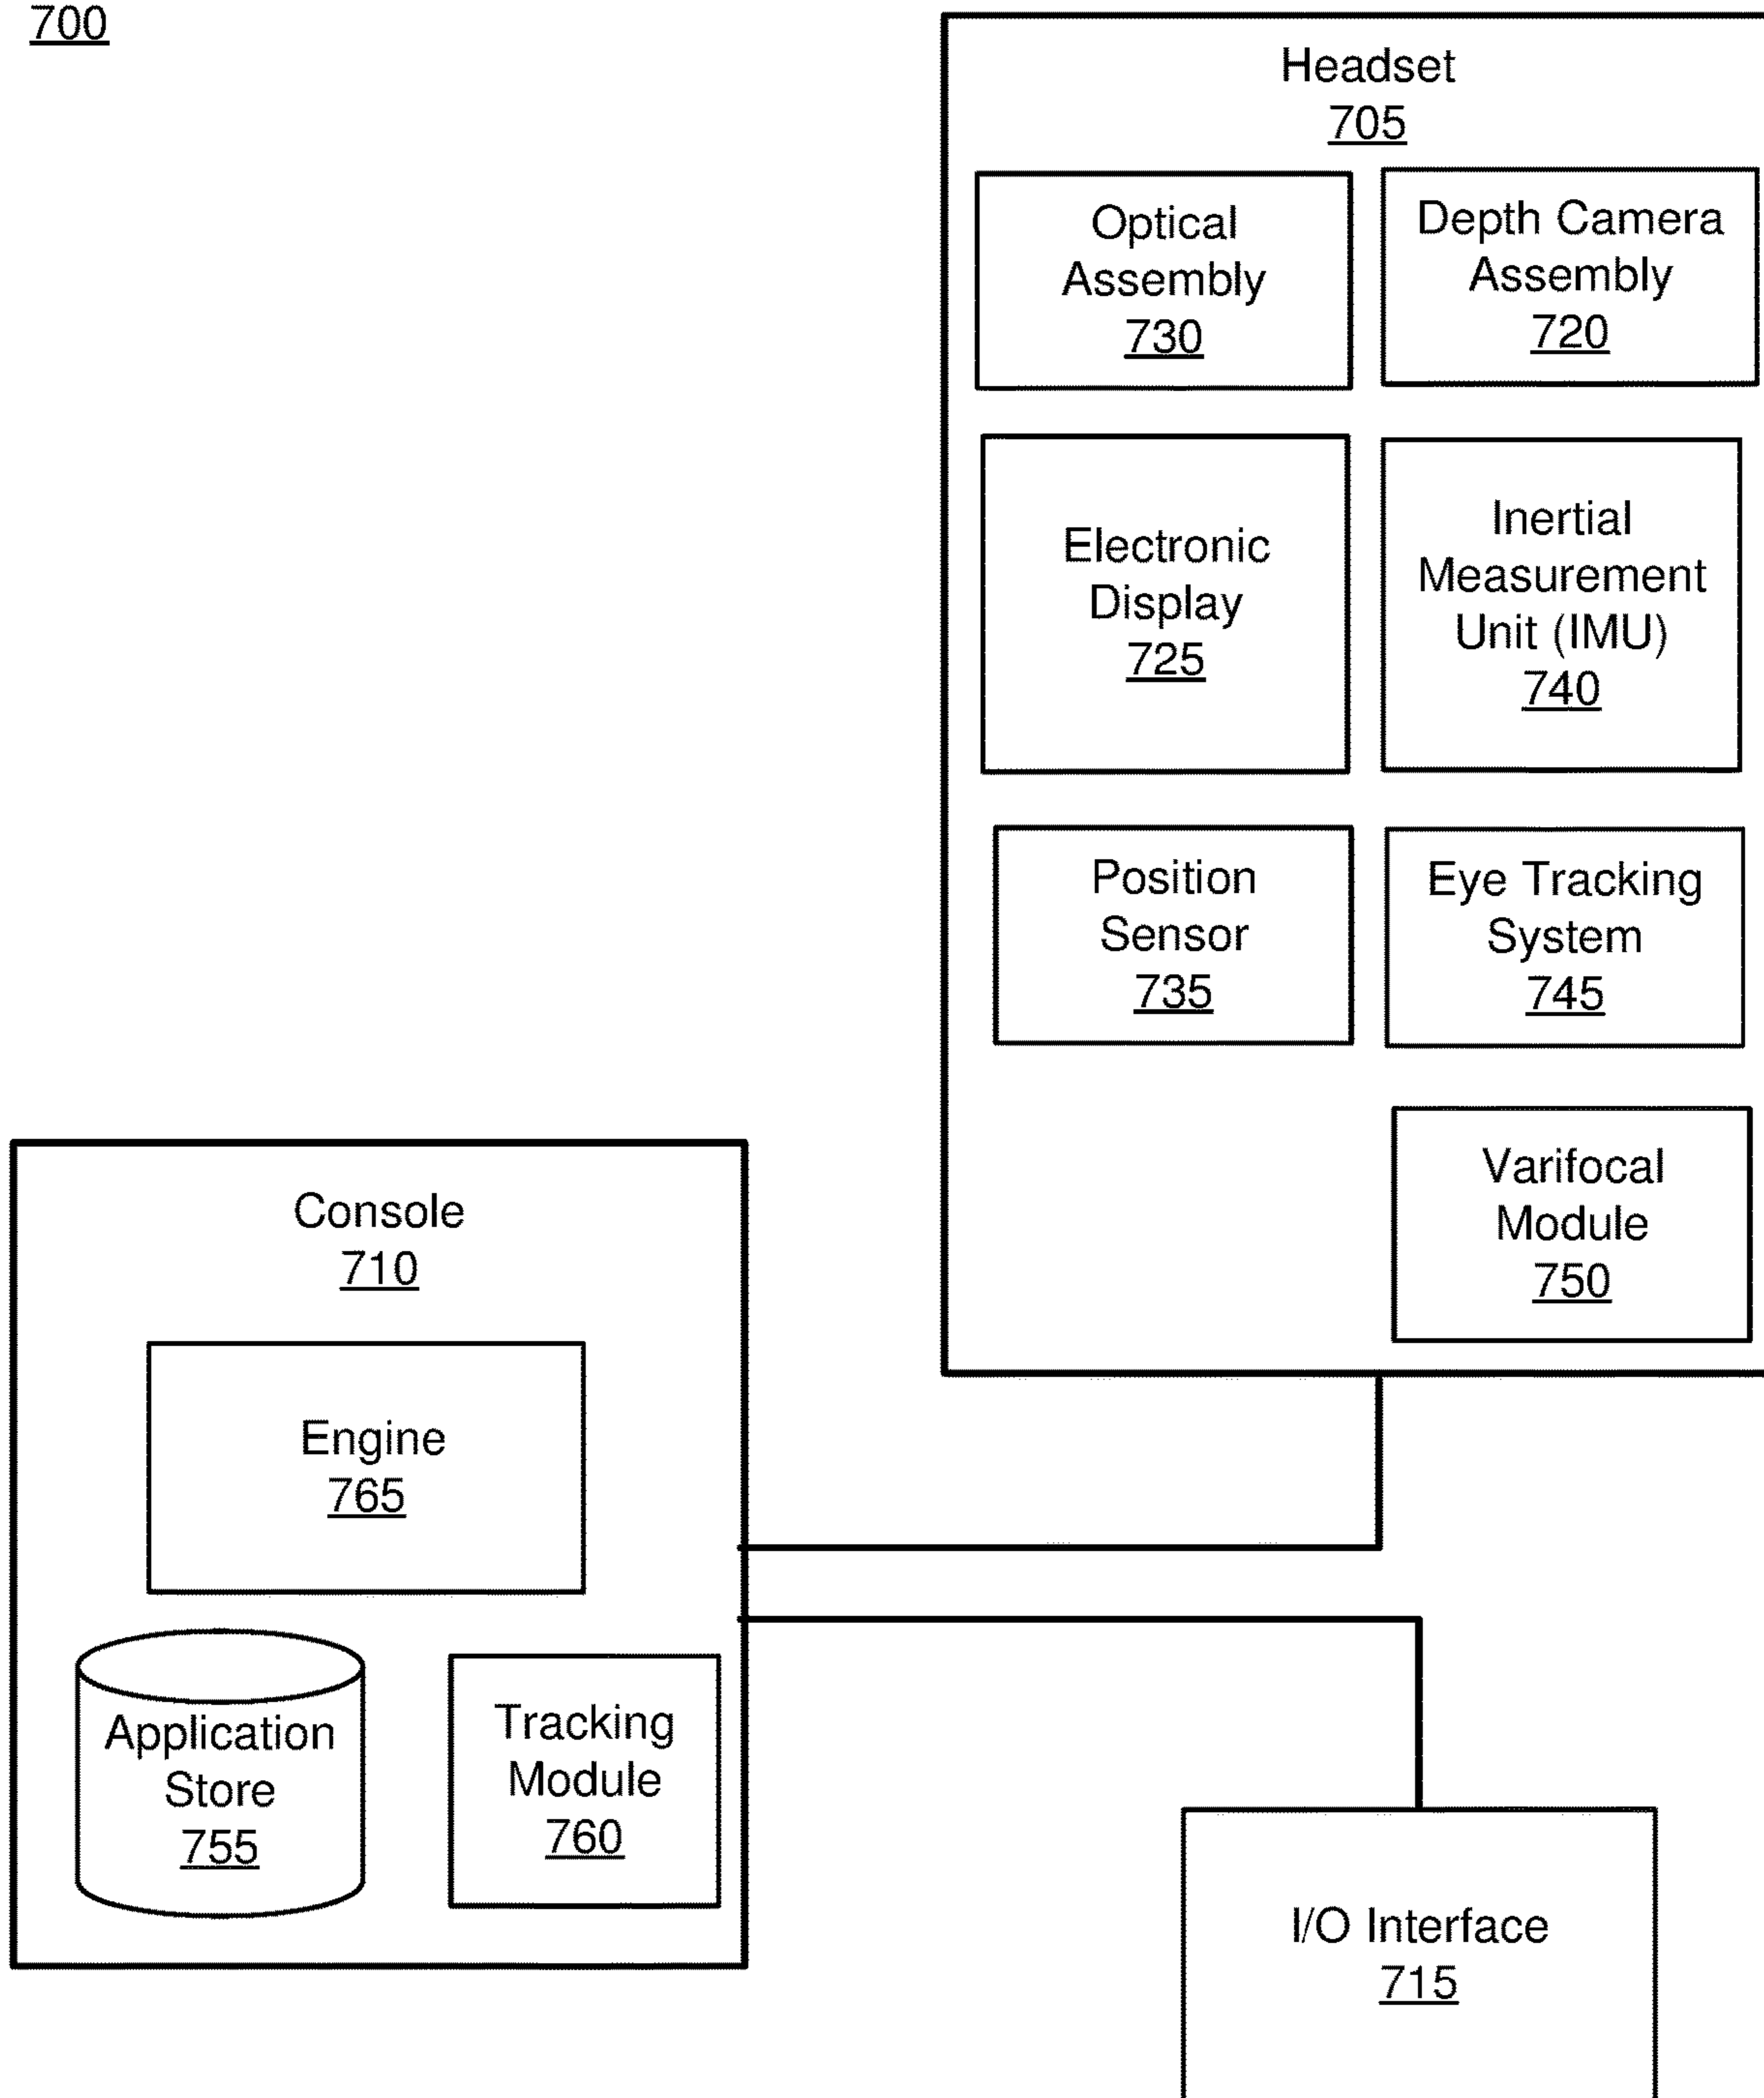 700
Headset
705
Optical
Assembly
730
Depth Camera
Assembly
720
Electronic
Display
725
Inertial
Measurement
Unit (IMU)
740
Position
Sensor
735
Eye Tracking
System
745
Varifocal
Module
750
Console
710
Engine
765
Application
Store
755
Tracking
Module
760
I/O Interface
715